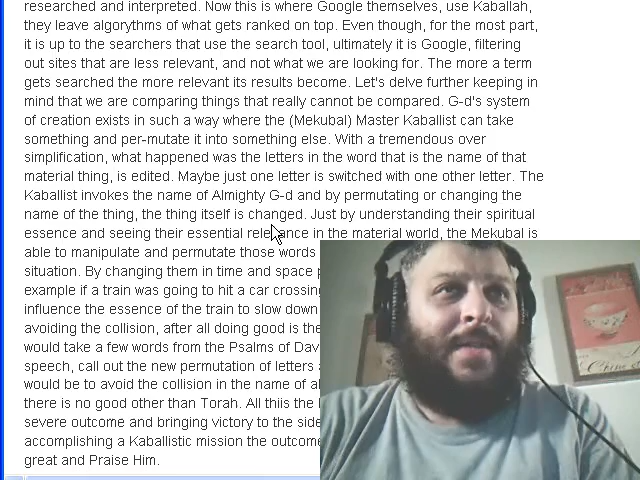 researched and interpreted. Now this is where Google themselves, use Kaballah,
they leave algorythms of what gets ranked on top. Even though, for the most part,
it is up to the searchers that use the search tool, ultimately it is Google, filtering
out sites that are less relevant, and not what we are looking for. The more a term
gets searched the more relevant its results become. Let's delve further keeping in
mind that we are comparing things that really cannot be compared. G-d's system
of creation exists in such a way where the (Mekubal) Master Kaballist can take
something and per-mutate it into something else. With a tremendous over
simplification, what happened was the letters in the word that is the name of that
material thing, is edited. Maybe just one letter is switched with one other letter. The
Kaballist invokes the name of Almighty G-d and by permutating or changing the
name of the thing, the thing itself is changed. Just by understanding their spiritual
essence and seeing their essential relevance in the material world, the Mekubal is
able to manipulate and permutate those words
situation. By changing them in time and space
example if a train was going to hit a car crossing
influence the essence of the train to slow down
avoiding the collision, after all doing good is the
would take a few words from the Psalms of Dav
speech, call out the new permutation of letters
would be to avoid the collision in the name of
there is no good other than Torah. All thiis the
severe outcome and bringing victory to the side
accomplishing a Kaballistic mission the outcome
great and Praise Him.